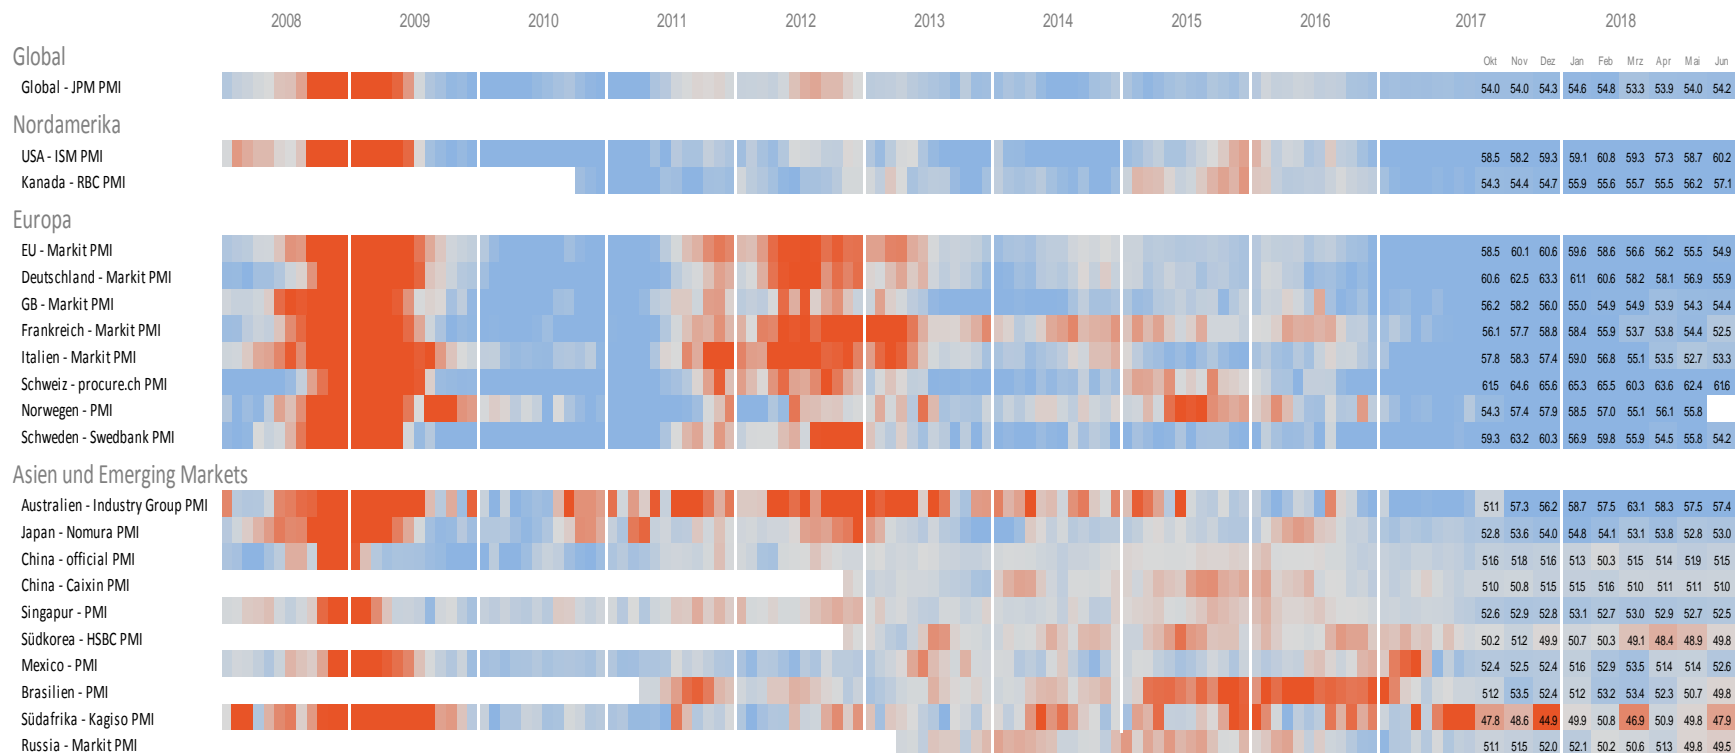 2008 2009 2010 2011 2012 2013 2014 2015 2016 2017 2018
Global Okt Nov Dez Jan Feb Mrz Apr Mai Jun
Global - JPM PMI 54.0 54.0 54.3 54.6 54.8 53.3 53.9 54.0 54.2
Nordamerika
USA - ISM PMI 58.5 58.2 59.3 59.1 60.8 59.3 57.3 58.7 60.2
Kanada - RBC PMI 54.3 54.4 54.7 55.9 55.6 55.7 55.5 56.2 57.1
Europa
EU - Markit PMI 58.5 60.1 60.6 59.6 58.6 56.6 56.2 55.5 54.9
Deutschland - Markit PMI 60.6 62.5 63.3 61.1 60.6 58.2 58.1 56.9 55.9
GB - Markit PMI 56.2 58.2 56.0 55.0 54.9 54.9 53.9 54.3 54.4
Frankreich - Markit PMI 56.1 57.7 58.8 58.4 55.9 53.7 53.8 54.4 52.5
Italien - Markit PMI 57.8 58.3 57.4 59.0 56.8 55.1 53.5 52.7 53.3
Schweiz - procure.ch PMI 61.5 64.6 65.6 65.3 65.5 60.3 63.6 62.4 61.6
Norwegen - PMI 54.3 57.4 57.9 58.5 57.0 55.1 56.1 55.8
Schweden - Swedbank PMI 59.3 63.2 60.3 56.9 59.8 55.9 54.5 55.8 54.2
Asien und Emerging Markets
Australien - Industry Group PMI 51.1 57.3 56.2 58.7 57.5 63.1 58.3 57.5 57.4
Japan - Nomura PMI 52.8 53.6 54.0 54.8 54.1 53.1 53.8 52.8 53.0
China - official PMI 51.6 51.8 51.6 51.3 50.3 51.5 51.4 51.9 51.5
China - Caixin PMI 51.0 50.8 51.5 51.5 51.6 51.0 51.1 51.1 51.0
Singapur - PMI 52.6 52.9 52.8 53.1 52.7 53.0 52.9 52.7 52.5
Südkorea - HSBC PMI 50.2 51.2 49.9 50.7 50.3 49.1 48.4 48.9 49.8
Mexico - PMI 52.4 52.5 52.4 51.6 52.9 53.5 51.4 51.4 52.6
Brasilien - PMI 51.2 53.5 52.4 51.2 53.2 53.4 52.3 50.7 49.8
Südafrika - Kagiso PMI 47.8 48.6 44.9 49.9 50.8 46.9 50.9 49.8 47.9
Russia - Markit PMI 51.1 51.5 52.0 52.1 50.2 50.6 51.3 49.8 49.5